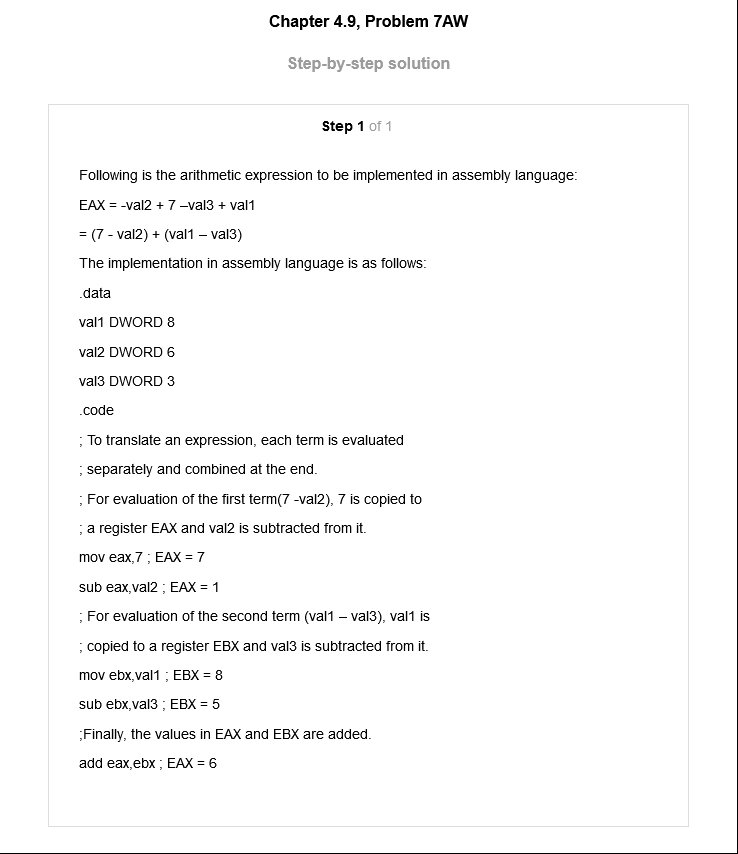 Chapter 4.9, Problem 7AW
Step-by-step solution
Step 1 of 1
Following is the arithmetic expression to be implemented in assembly language:
EAX = -val2 + 7 –val3 + val1
= (7 - val2) + (val1 – val3)
The implementation in assembly language is as follows:
.data
val1 DWORD 8
val2 DWORD 6
val3 DWORD 3
.code
; To translate an expression, each term is evaluated
; separately and combined at the end.
; For evaluation of the first term(7 -val2), 7 is copied to
; a register EAX and val2 is subtracted from it.
mov eax,7 ; EAX = 7
sub eax,val2 ; EAX = 1
; For evaluation of the second term (val1 – val3), val1 is
; copied to a register EBX and val3 is subtracted from it.
mov ebx,val1 ; EBX = 8
sub ebx,val3 ; EBX = 5
;Finally, the values in EAX and EBX are added.
add eax,ebx ; EAX = 6